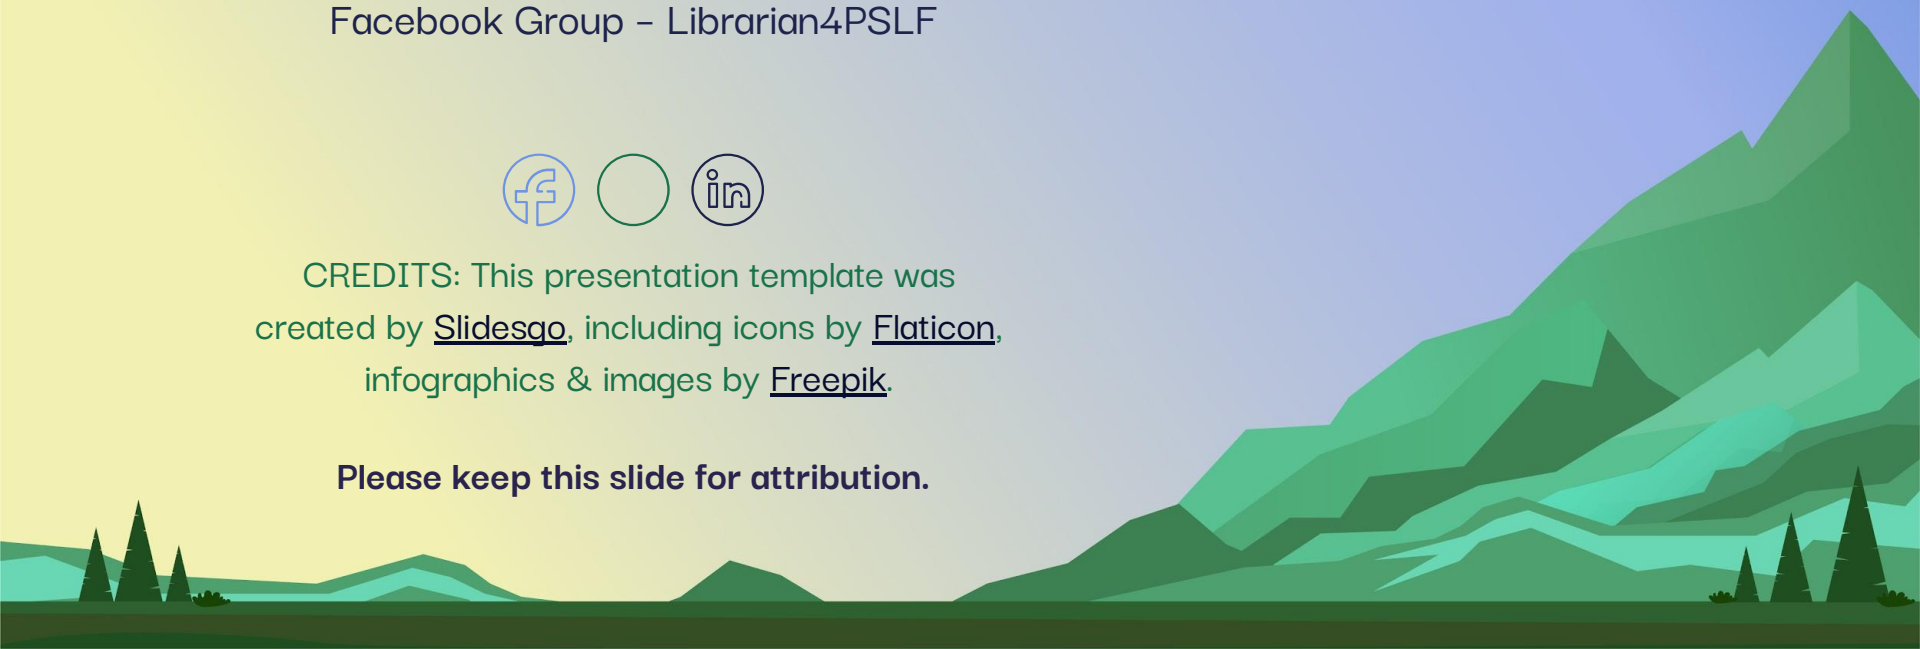 Facebook Group – Librarian4PSLF
CREDITS: This presentation template was
created by Slidesgo, including icons by Flaticon,
infographics & images by Freepik.
Please keep this slide for attribution.